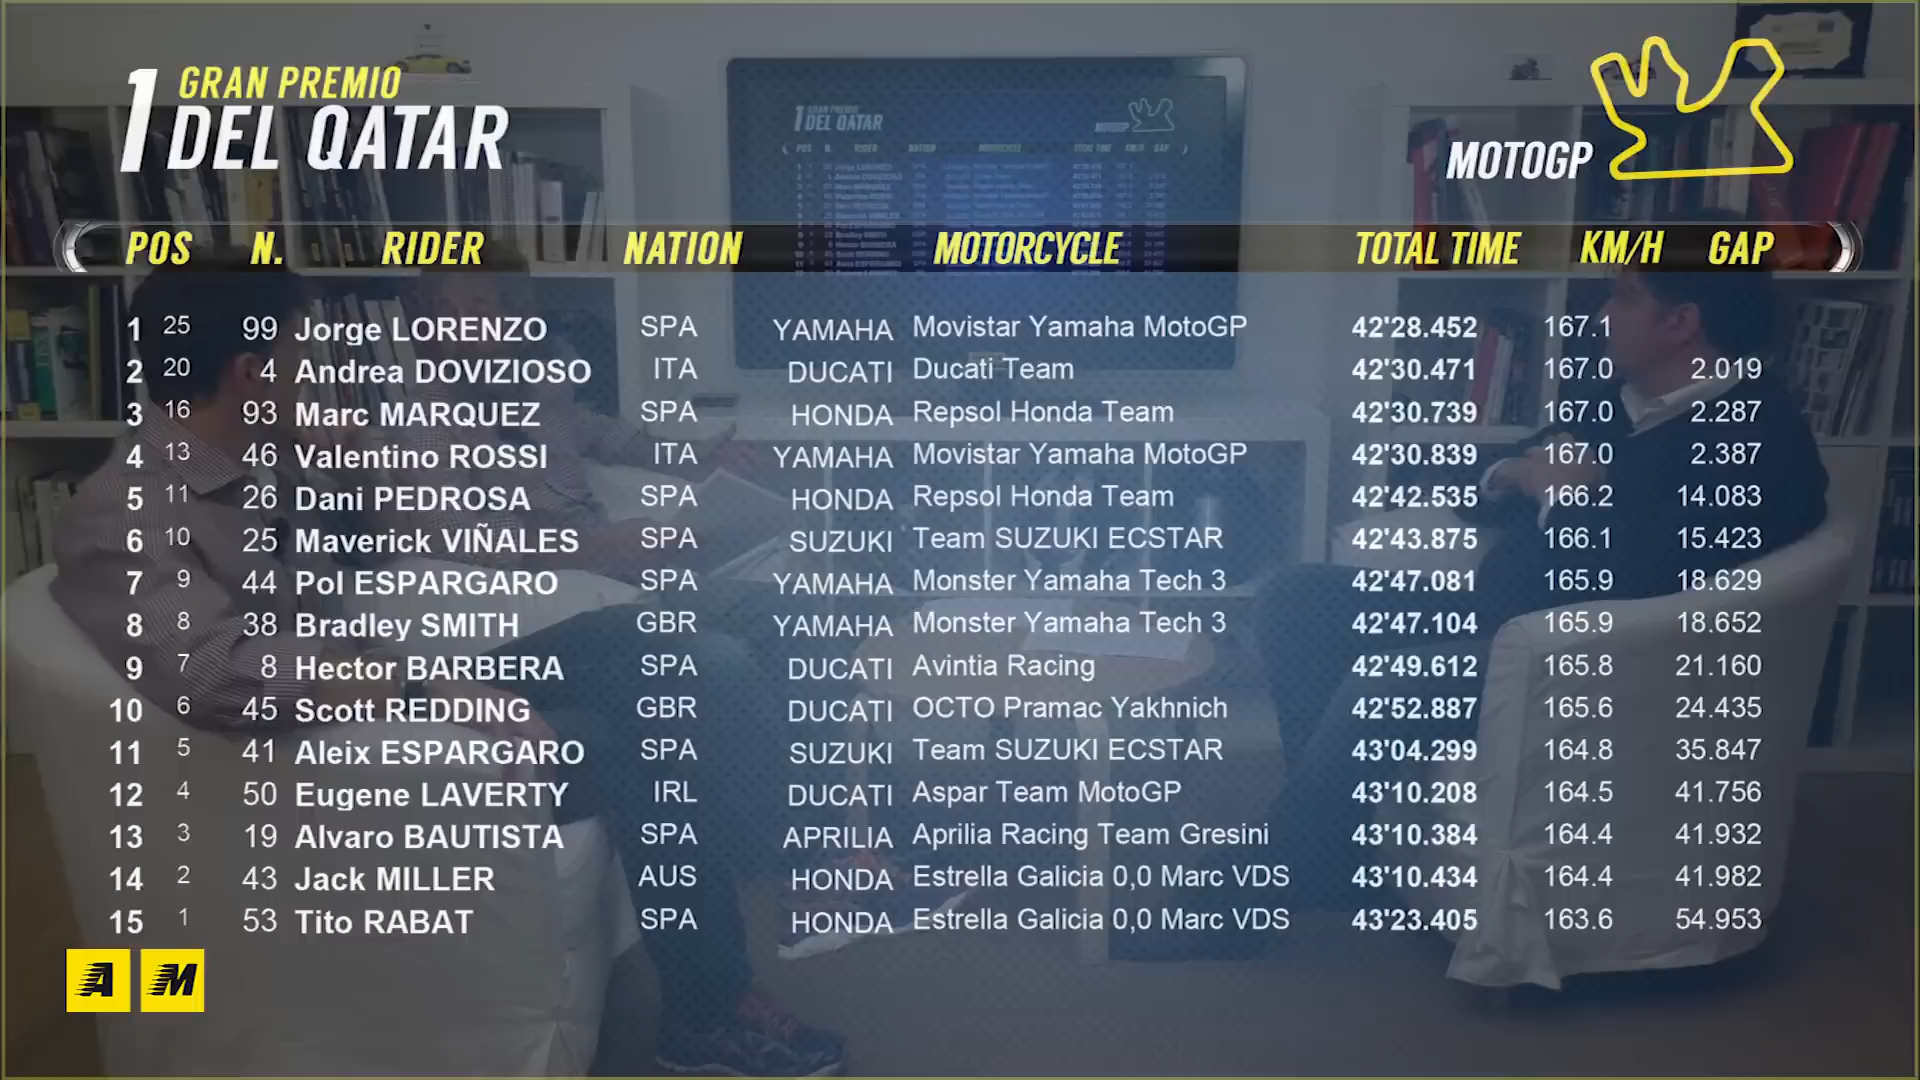 1 GRAN PREMIO
DEL QATAR
MOTOGP
POS N. RIDER NATION MOTORCYCLE TOTAL TIME KM/H GAP
1 25 99 Jorge LORENZO SPA YAMAHA Movistar Yamaha MotoGP 42'28.452 167.1
2 20 4 Andrea DOVIZIOSO ITA DUCATI Ducati Team 42'30.471 167.0 2.019
3 16 93 Marc MARQUEZ SPA HONDA Repsol Honda Team 42'30.739 167.0 2.287
4 13 46 Valentino ROSSI ITA YAMAHA Movistar Yamaha MotoGP 42'30.839 167.0 2.387
5 11 26 Dani PEDROSA SPA HONDA Repsol Honda Team 42'42.535 166.2 14.083
6 10 25 Maverick VIÑALES SPA SUZUKI Team SUZUKI ECSTAR 42'43.875 166.1 15.423
7 9 44 Pol ESPARGARO SPA YAMAHA Monster Yamaha Tech 3 42'47.081 165.9 18.629
8 8 38 Bradley SMITH GBR YAMAHA Monster Yamaha Tech 3 42'47.104 165.9 18.652
9 7 8 Hector BARBERA SPA DUCATI Avintia Racing 42'49.612 165.8 21.160
10 6 45 Scott REDDING GBR DUCATI OCTO Pramac Yakhnich 42'52.887 165.6 24.435
11 5 41 Aleix ESPARGARO SPA SUZUKI Team SUZUKI ECSTAR 43'04.299 164.8 35.847
12 4 50 Eugene LAVERTY IRL DUCATI Aspar Team MotoGP 43'10.208 164.5 41.756
13 3 19 Alvaro BAUTISTA SPA APRILIA Aprilia Racing Team Gresini 43'10.384 164.4 41.932
14 2 43 Jack MILLER AUS HONDA Estrella Galicia 0,0 Marc VDS 43'10.434 164.4 41.982
15 1 53 Tito RABAT SPA HONDA Estrella Galicia 0,0 Marc VDS 43'23.405 163.6 54.953
A M